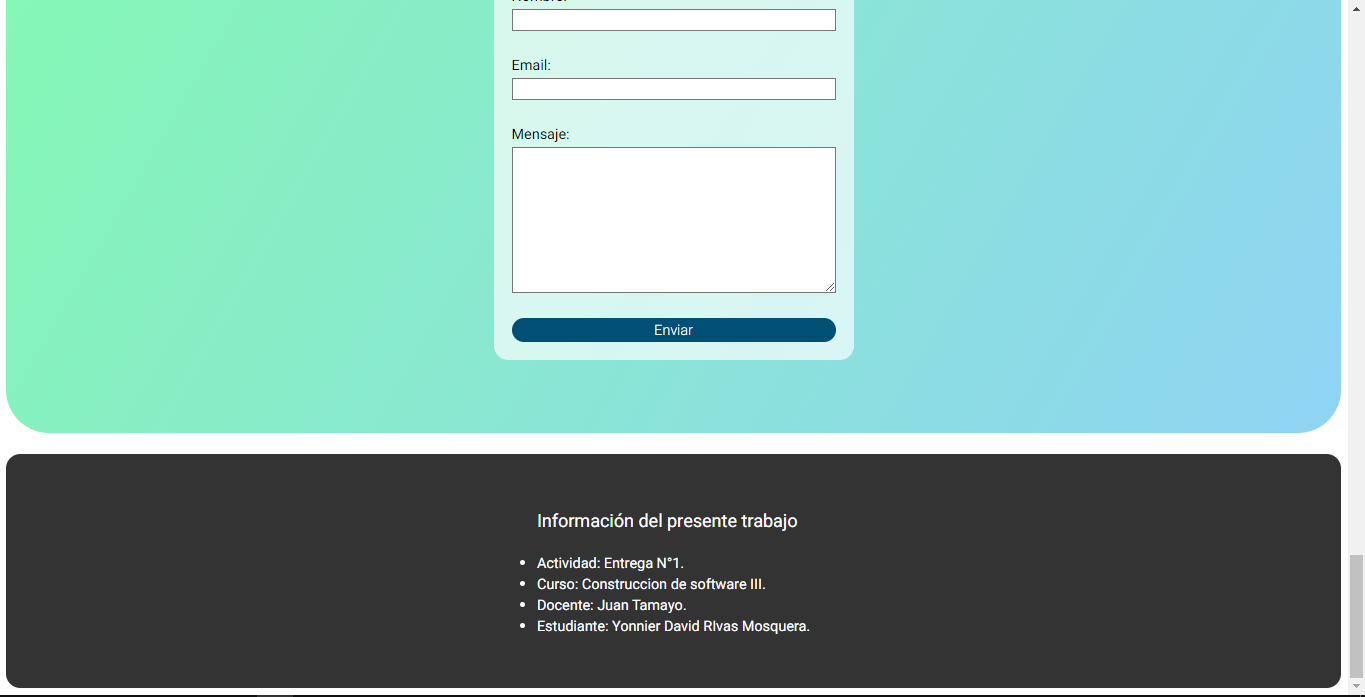 Nombre:
Email:
Mensaje:
Enviar
Información del presente trabajo
Actividad: Entrega N°1.
Curso: Construccion de software III.
Docente: Juan Tamayo.
Estudiante: Yonnier David RIvas Mosquera.